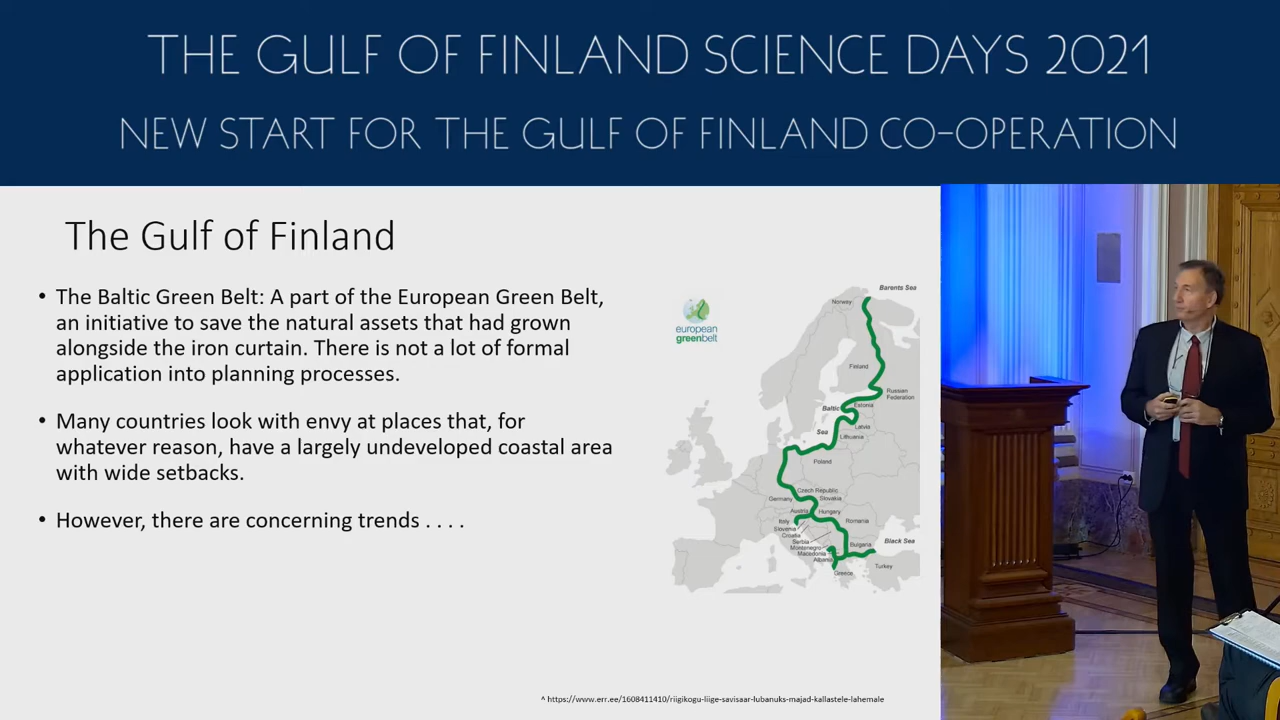 THE GULF OF FINLAND SCIENCE DAYS 2021
NEW START FOR THE GULF OF FINLAND CO-OPERATION
The Gulf of Finland
• The Baltic Green Belt: A part of the European Green Belt,
an initiative to save the natural assets that had grown
alongside the iron curtain. There is not a lot of formal
application into planning processes.
• Many countries look with envy at places that, for
whatever reason, have a largely undeveloped coastal area
with wide setbacks.
• However, there are concerning trends . . . .
european
greenbelt
Barents Sea
Norway
Finland
Russian
Federation
Baltic
Estonia
Latvia
Sea
Lithuania
Poland
Czech Republic
Germany
Slovakia
Austria
Hungary
Italy
Romania
Slovenia
Croatia
Serbia
Black Sea
Montenegro
Bulgaria
Macedonia
Albania
Turkey
Greece
^ https://www.err.ee/1608411410/riigikogu-liige-savisaar-lubanuks-majad-kallastele-lahemale